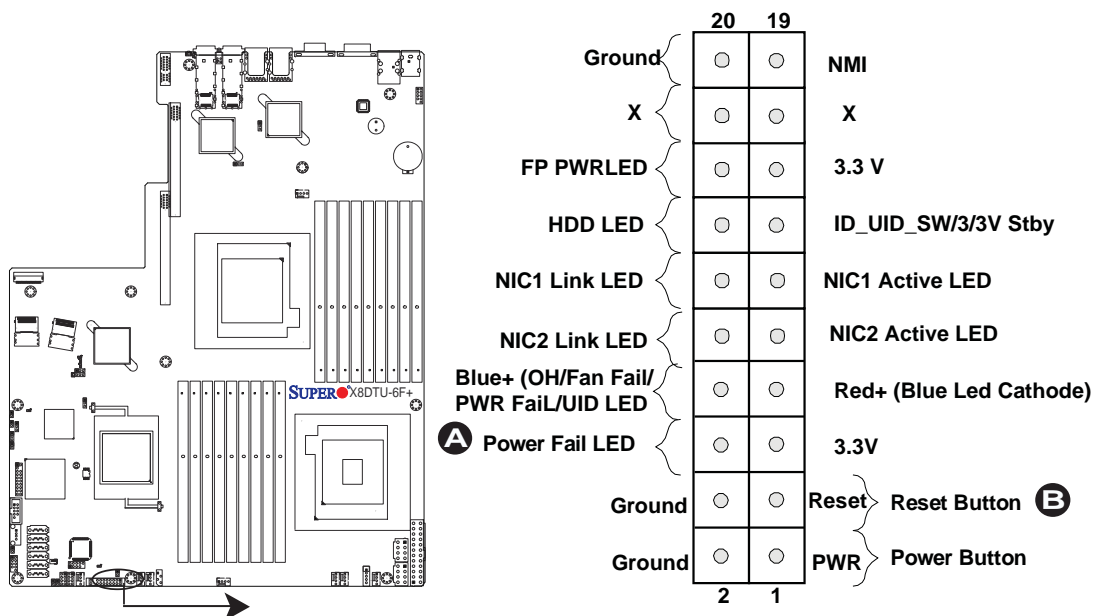 20 19
Ground NMI
X X
FP PWRLED 3.3 V
HDD LED ID_UID_SW/3/3V Stby
NIC1 Link LED NIC1 Active LED
NIC2 Link LED NIC2 Active LED
Blue+ (OH/Fan Fail/
PWR FaiL/UID LED Red+ (Blue Led Cathode)
A Power Fail LED 3.3V
Ground Reset Reset Button B
Ground PWR Power Button
2 1
SUPER X8DTU-6F+